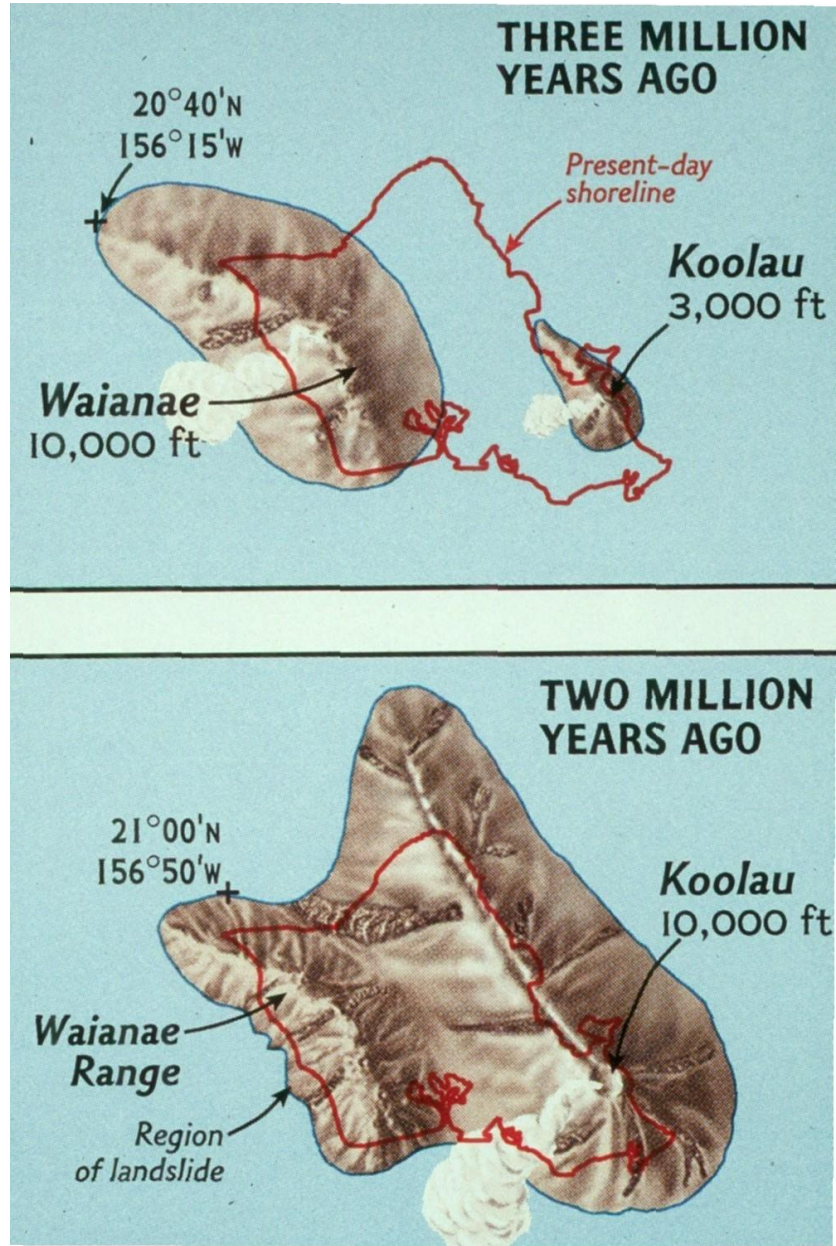 THREE MILLION
YEARS AGO
20°40'N
156°15'W
Present-day
shoreline
Koolau
3,000 ft
Waianae
10,000 ft
TWO MILLION
YEARS AGO
21°00'N
156°50'W
Koolau
10,000 ft
Waianae
Range
Region
of landslide